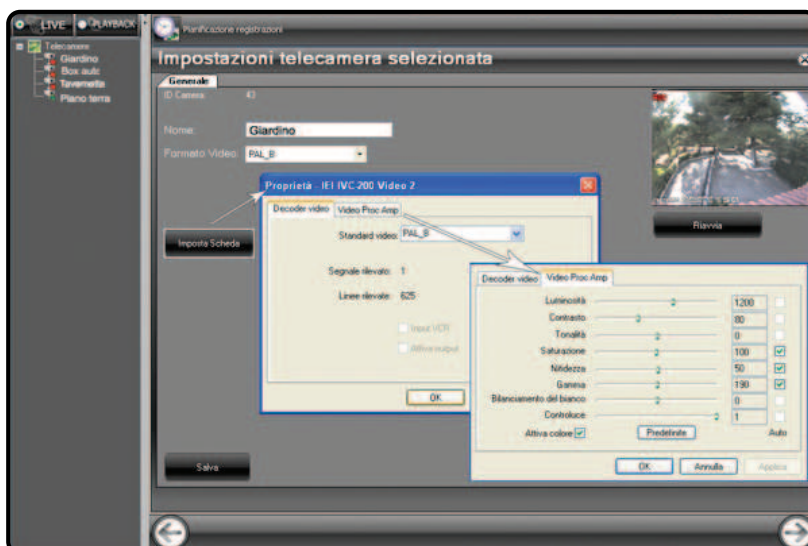 LIVE PLAYBACK
Telecamere
Giardino
Box auto
Tavernetta
Piano terra
Pianificazione registrazioni
Impostazioni telecamera selezionata
Generale
ID Camera: 43
Nome: Giardino
Formato Video: PAL_B
Imposta Scheda
Riavvia
Salva
Proprietà - IEI IVC 200 Video 2
Decoder video Video Proc Amp
Standard video: PAL_B
Segnale rilevato: 1
Linee rilevate: 625
Input VCR
Attiva output
OK
Decoder video Video Proc Amp
Luminosità 1200
Contrasto 80
Tonalità 0
Saturazione 100
Nitidezza 50
Gamma 190
Bilanciamento del bianco 0
Controluce 1
Attiva colore Predefinite Auto
OK Annulla Applica